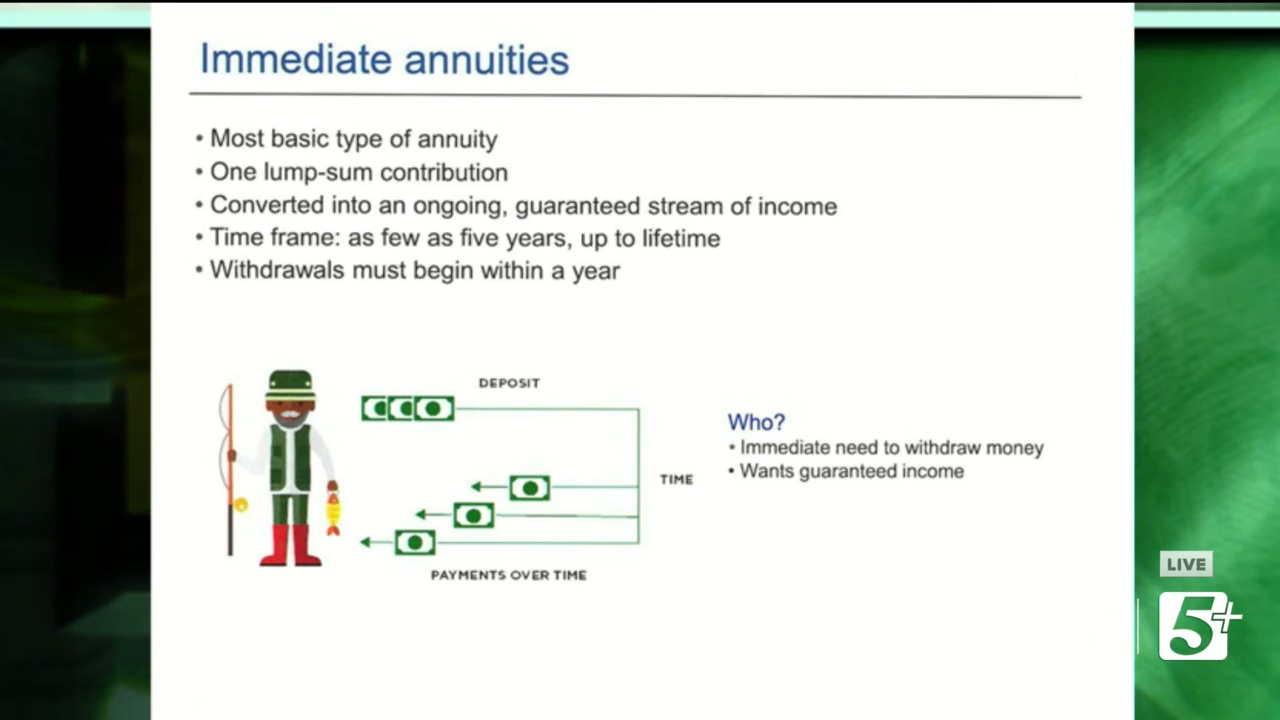 Immediate annuities
• Most basic type of annuity
• One lump-sum contribution
• Converted into an ongoing, guaranteed stream of income
• Time frame: as few as five years, up to lifetime
• Withdrawals must begin within a year
DEPOSIT
TIME
PAYMENTS OVER TIME
Who?
• Immediate need to withdraw money
• Wants guaranteed income
LIVE
5+